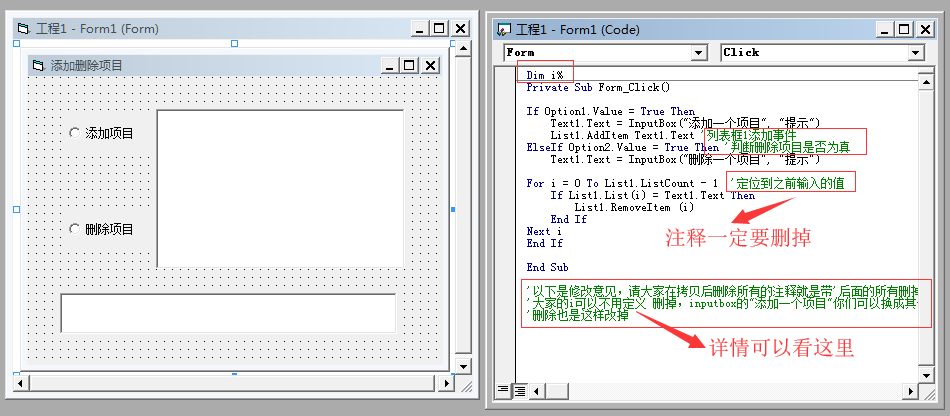 工程1 - Form1 (Form)
添加删除项目
添加项目
删除项目
工程1 - Form1 (Code)
Form
Click
Dim i%
Private Sub Form_Click()
If Option1.Value = True Then
Text1.Text = InputBox("添加一个项目", "提示")
List1.AddItem Text1.Text '列表框1添加事件
ElseIf Option2.Value = True Then '判断删除项目是否为真
Text1.Text = InputBox("删除一个项目", "提示")
For i = 0 To List1.ListCount - 1 '定位到之前输入的值
If List1.List(i) = Text1.Text Then
List1.RemoveItem (i)
End If
Next i
End If
End Sub
注释一定要删掉
'以下是修改意见，请大家在拷贝后删除所有的注释就是带'后面的所有删掉
'大家的i可以不用定义 删掉，inputbox的"添加一个项目"你们可以换成其
'删除也是这样改掉
详情可以看这里